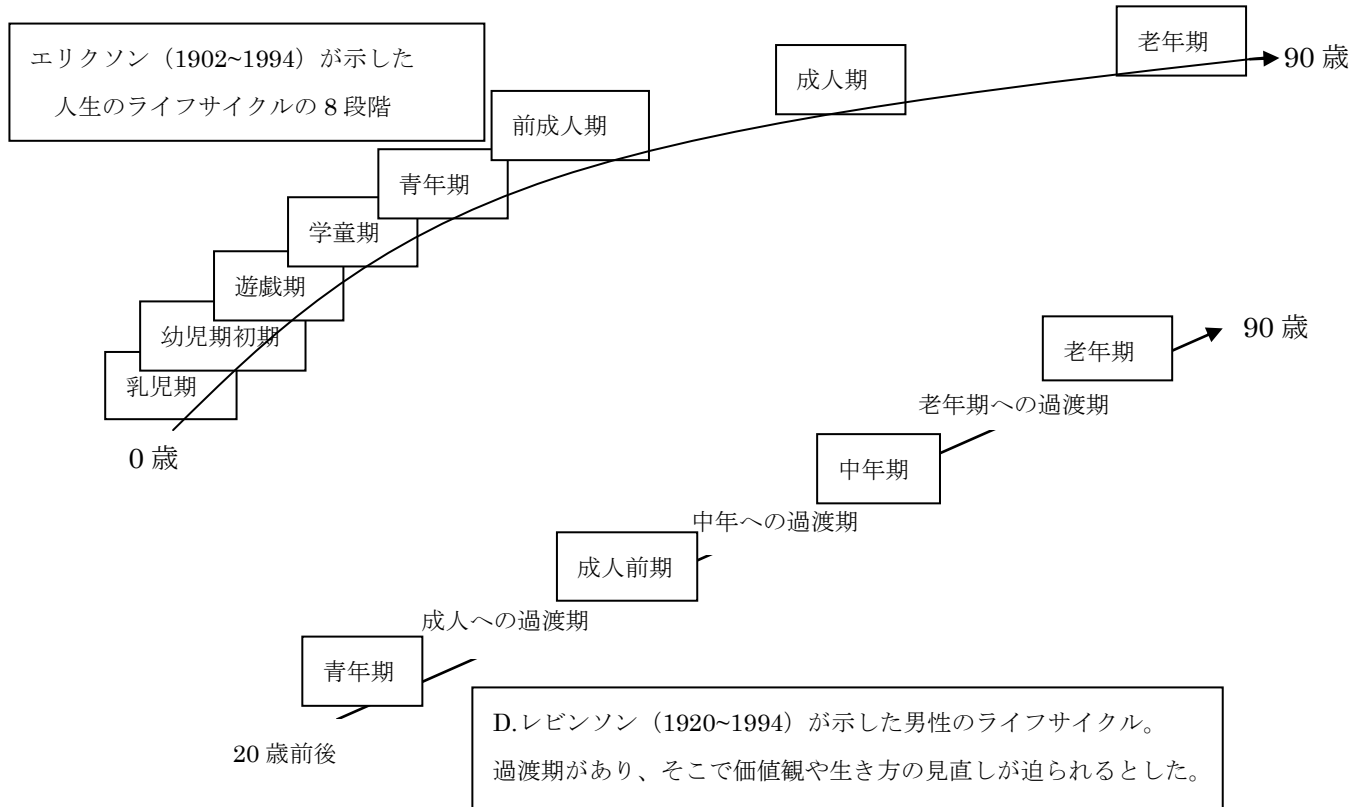 エリクソン（1902~1994）が示した
人生のライフサイクルの 8 段階
老年期
90 歳
成人期
前成人期
青年期
学童期
遊戯期
幼児期初期
乳児期
0 歳
90 歳
老年期
老年期への過渡期
中年期
中年への過渡期
成人前期
成人への過渡期
青年期
20 歳前後
D.レビンソン（1920~1994）が示した男性のライフサイクル。
過渡期があり、そこで価値観や生き方の見直しが迫られるとした。